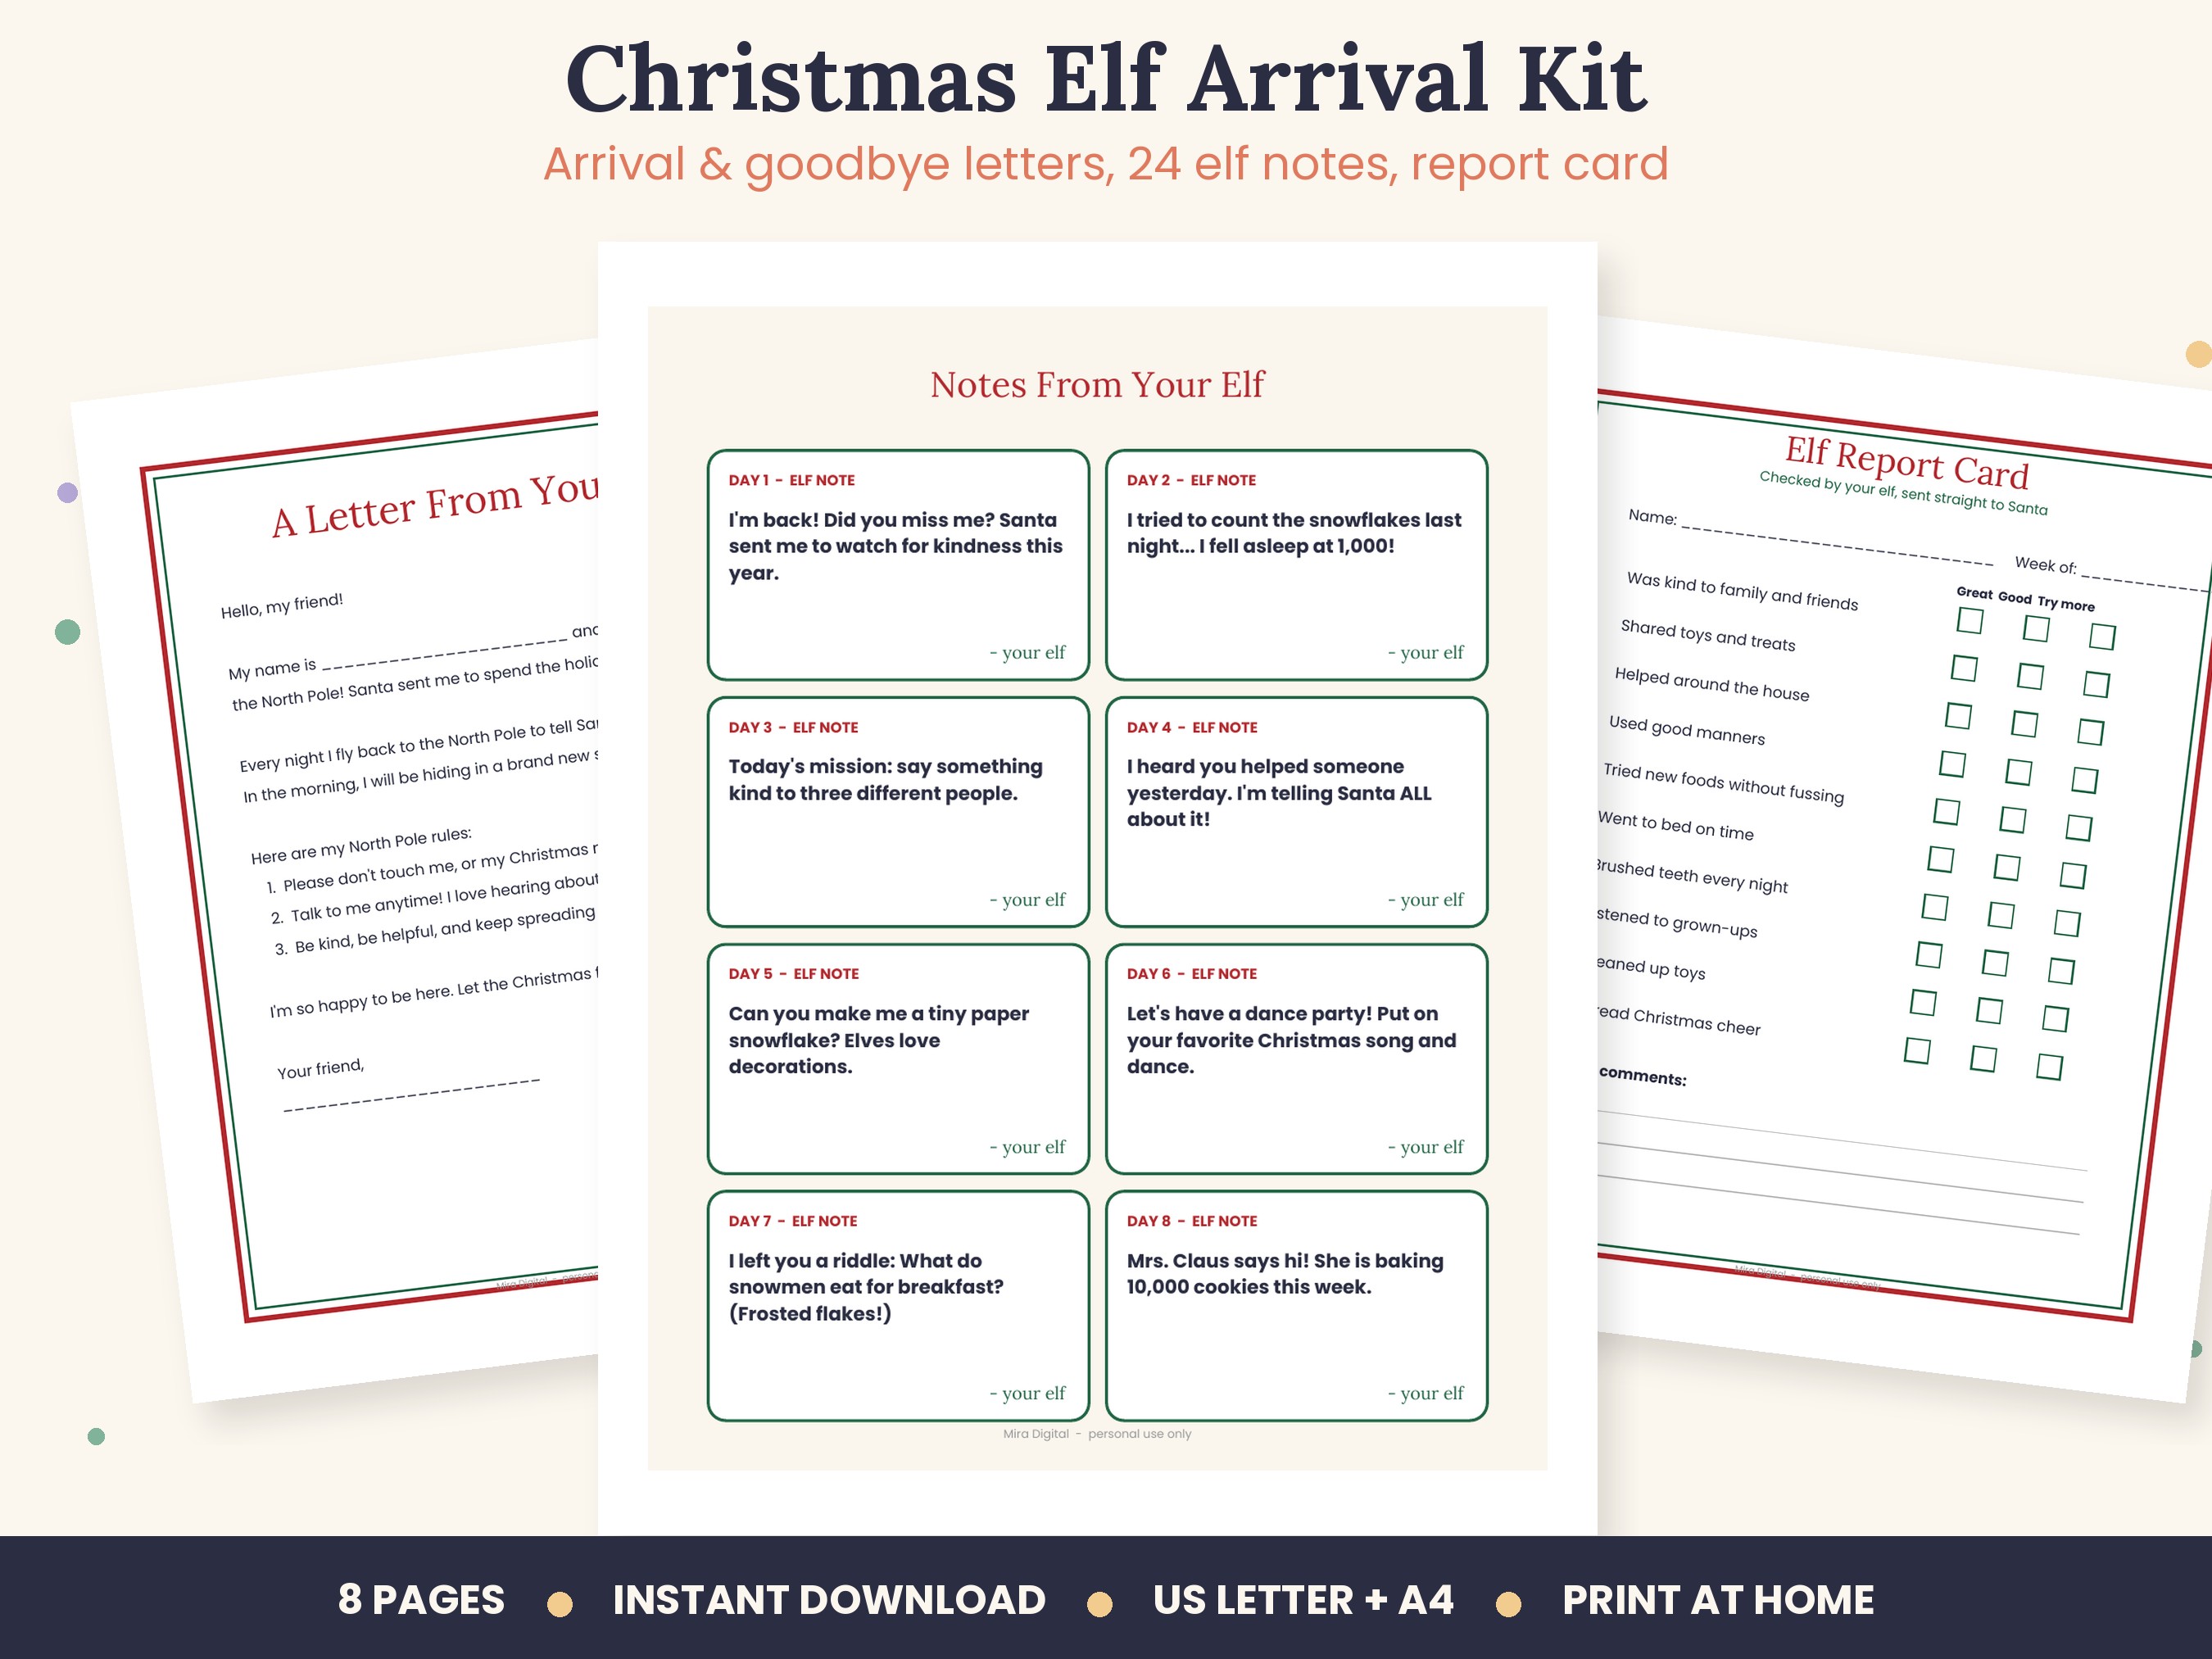 Christmas Elf Arrival Kit
Arrival & goodbye letters, 24 elf notes, report card
A Letter From You
Hello, my friend!
My name is ____________________ and
the North Pole! Santa sent me to spend the
Every night I fly back to the North Pole to tell
In the morning, I will be hiding in a brand new
Here are my North Pole rules:
1. Please don't touch me, or my Christmas
2. Talk to me anytime! I love hearing about
3. Be kind, be helpful, and keep spreading
I'm so happy to be here. Let the Christmas
Your friend,
____________________
Mira Digital - 
Notes From Your Elf
DAY 1 - ELF NOTE
I'm back! Did you miss me? Santa
sent me to watch for kindness this
year.
- your elf
DAY 2 - ELF NOTE
I tried to count the snowflakes last
night... I fell asleep at 1,000!
- your elf
DAY 3 - ELF NOTE
Today's mission: say something
kind to three different people.
- your elf
DAY 4 - ELF NOTE
I heard you helped someone
yesterday. I'm telling Santa ALL
about it!
- your elf
DAY 5 - ELF NOTE
Can you make me a tiny paper
snowflake? Elves love
decorations.
- your elf
DAY 6 - ELF NOTE
Let's have a dance party! Put on
your favorite Christmas song and
dance.
- your elf
DAY 7 - ELF NOTE
I left you a riddle: What do
snowmen eat for breakfast?
(Frosted flakes!)
- your elf
DAY 8 - ELF NOTE
Mrs. Claus says hi! She is baking
10,000 cookies this week.
- your elf
Mira Digital - personal use only
Elf Report Card
Checked by your elf, sent straight to Santa
Name: ____________________ Week of: __________
Great Good Try more
Was kind to family and friends
Shared toys and treats
Helped around the house
Used good manners
Tried new foods without fussing
Went to bed on time
Brushed teeth every night
stened to grown-ups
eaned up toys
read Christmas cheer
comments:
Mira Digital - personal use only
8 PAGES
INSTANT DOWNLOAD
US LETTER + A4
PRINT AT HOME